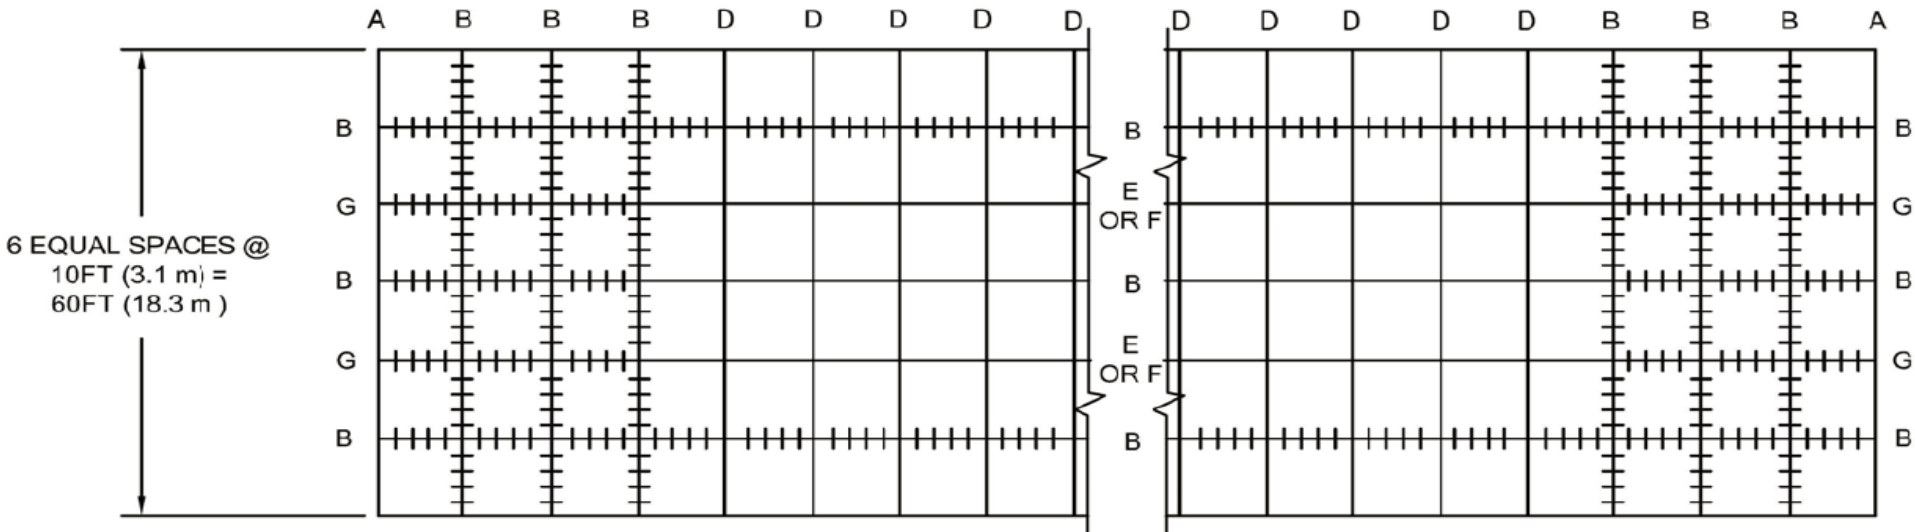 A B B B D D D D D D D D D D B B B A
B B B
E
G OR F G
6 EQUAL SPACES @
10FT (3.1 m) =
60FT (18.3 m )
B B B
E
G OR F G
B B B